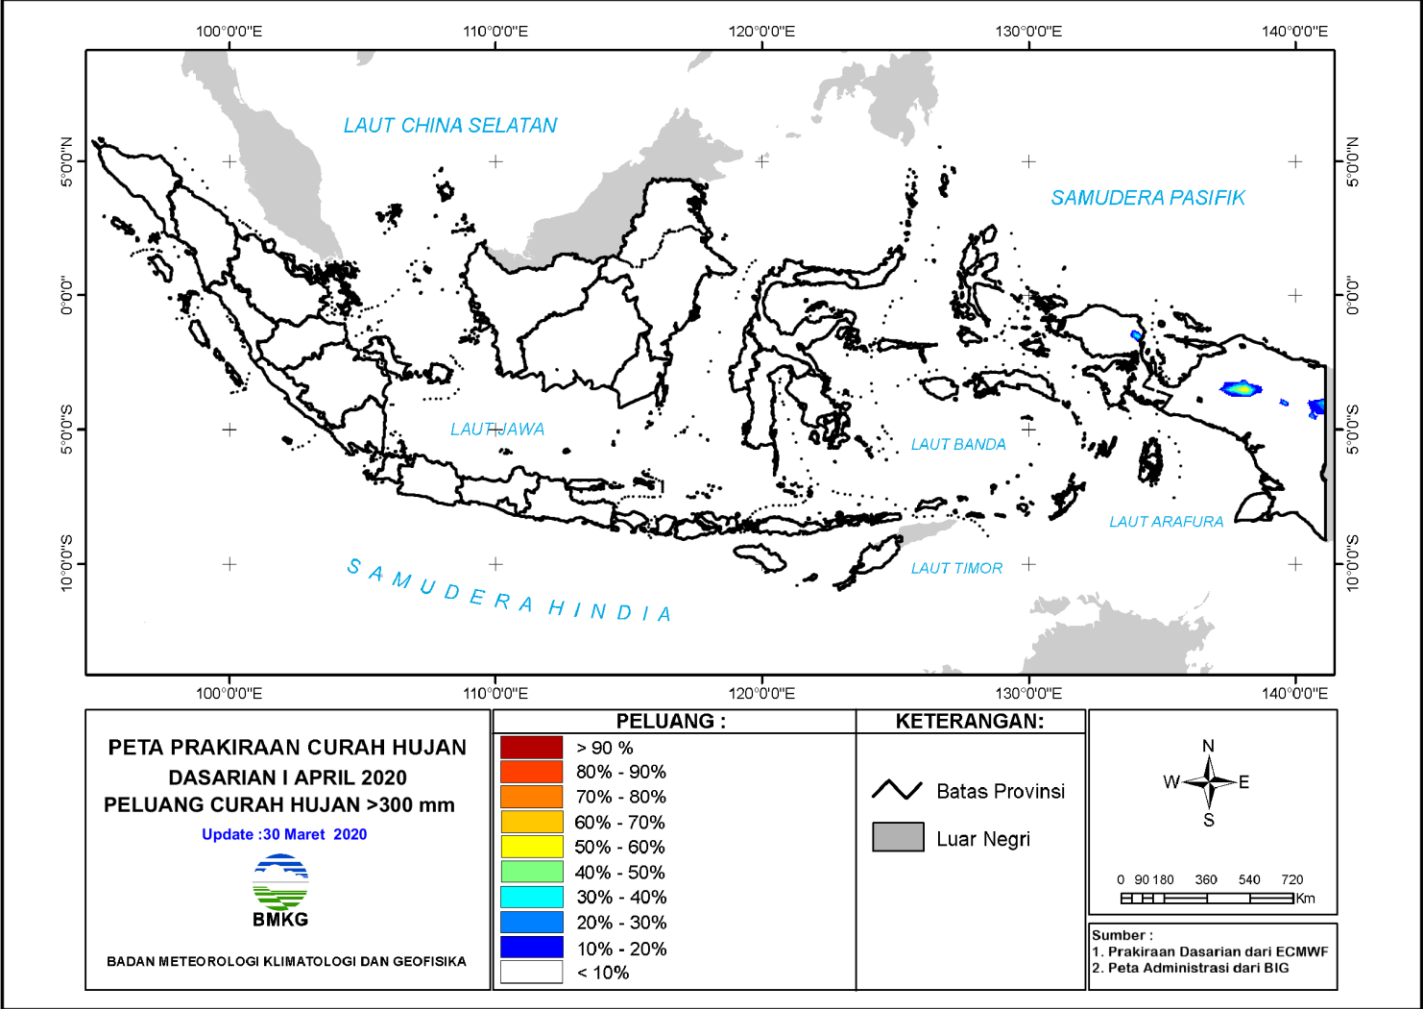 100°0'0"E 110°0'0"E 120°0'0"E 130°0'0"E 140°0'0"E
LAUT CHINA SELATAN
5°0'0"N 5°0'0"N
SAMUDERA PASIFIK
0°0'0" 0°0'0"
LAUT JAWA
5°0'0"S 5°0'0"S
LAUT BANDA
LAUT ARAFURA
10°0'0"S 10°0'0"S
LAUT TIMOR
SAMUDERA HINDIA
100°0'0"E 110°0'0"E 120°0'0"E 130°0'0"E 140°0'0"E
PETA PRAKIRAAN CURAH HUJAN
DASARIAN I APRIL 2020
PELUANG CURAH HUJAN >300 mm
Update :30 Maret 2020
BMKG
BADAN METEOROLOGI KLIMATOLOGI DAN GEOFISIKA
PELUANG :
> 90 %
80% - 90%
70% - 80%
60% - 70%
50% - 60%
40% - 50%
30% - 40%
20% - 30%
10% - 20%
< 10%
KETERANGAN:
Batas Provinsi
Luar Negri
N
W E
S
0 90 180 360 540 720
Km
Sumber :
1. Prakiraan Dasarian dari ECMWF
2. Peta Administrasi dari BIG